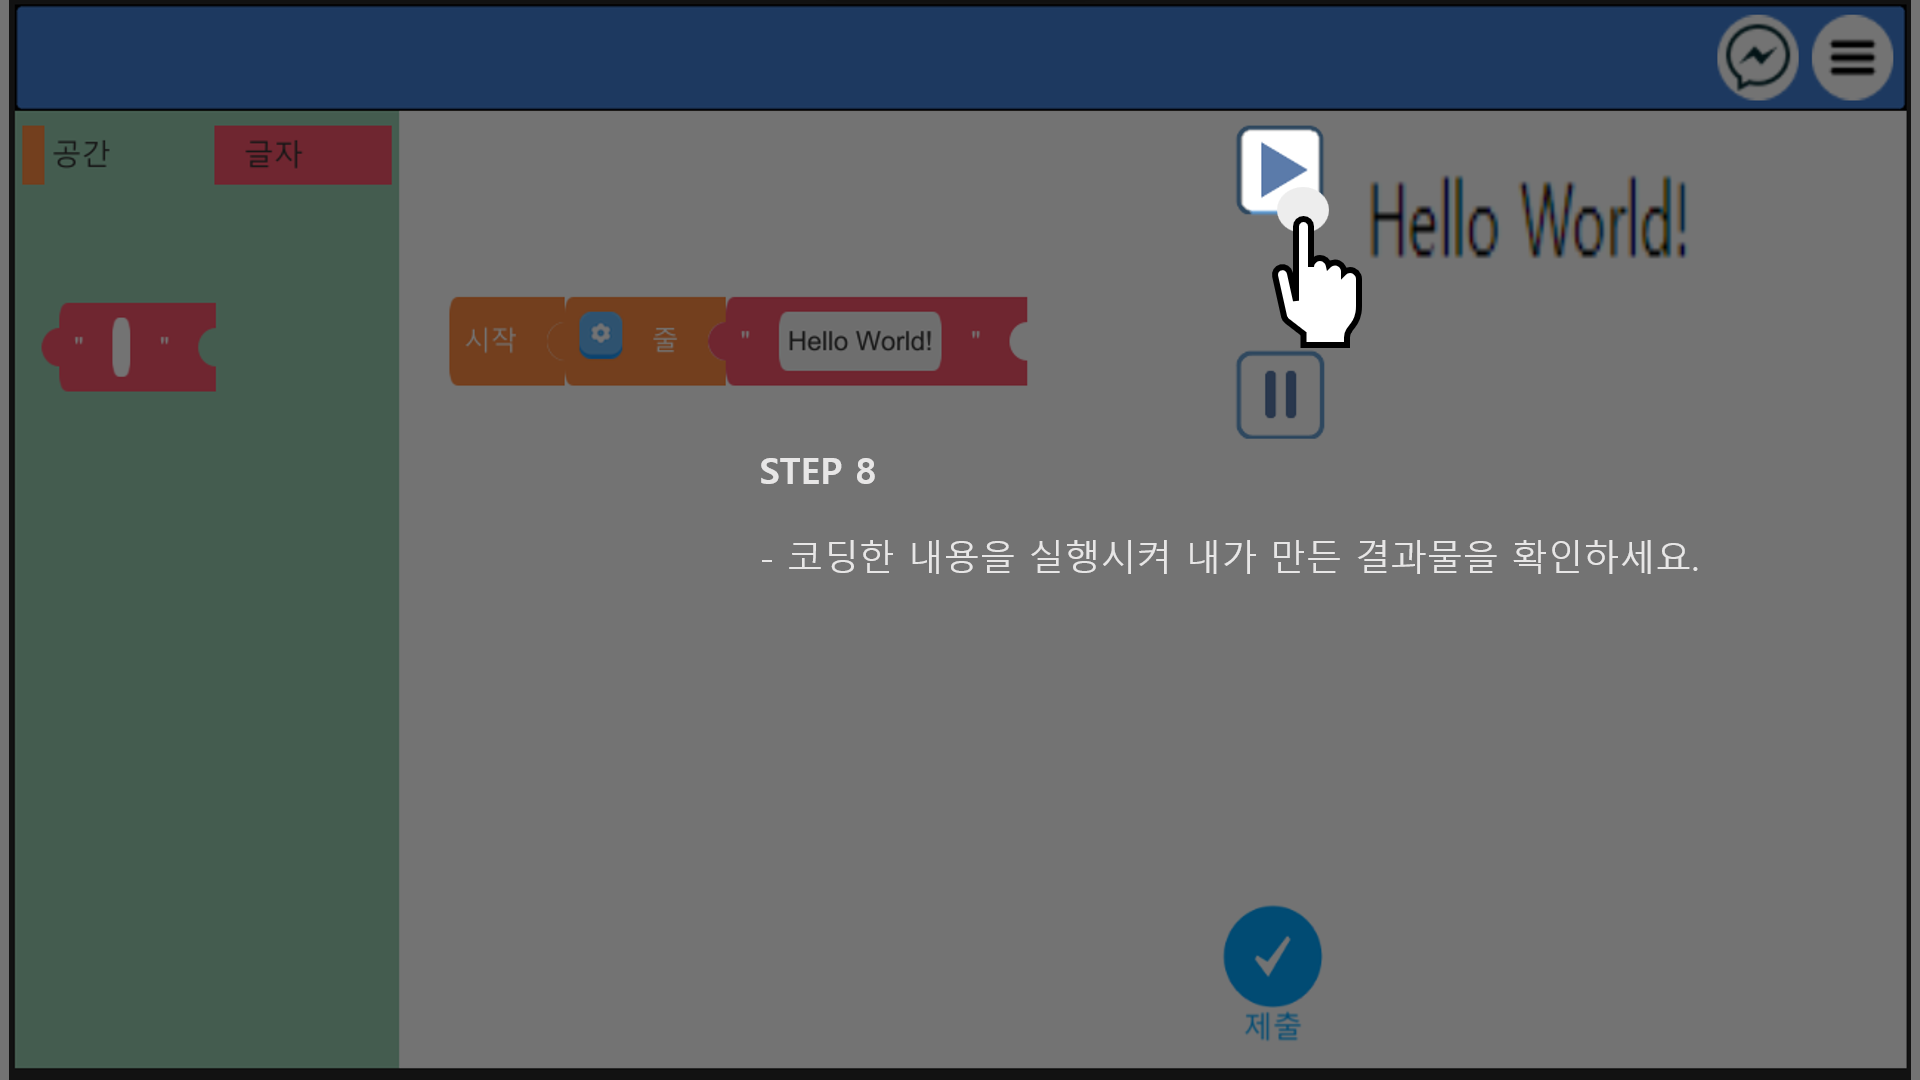 공간 글자
Hello World!
" "
시작 줄 " Hello World! "
STEP 8
- 코딩한 내용을 실행시켜 내가 만든 결과물을 확인하세요.
제출